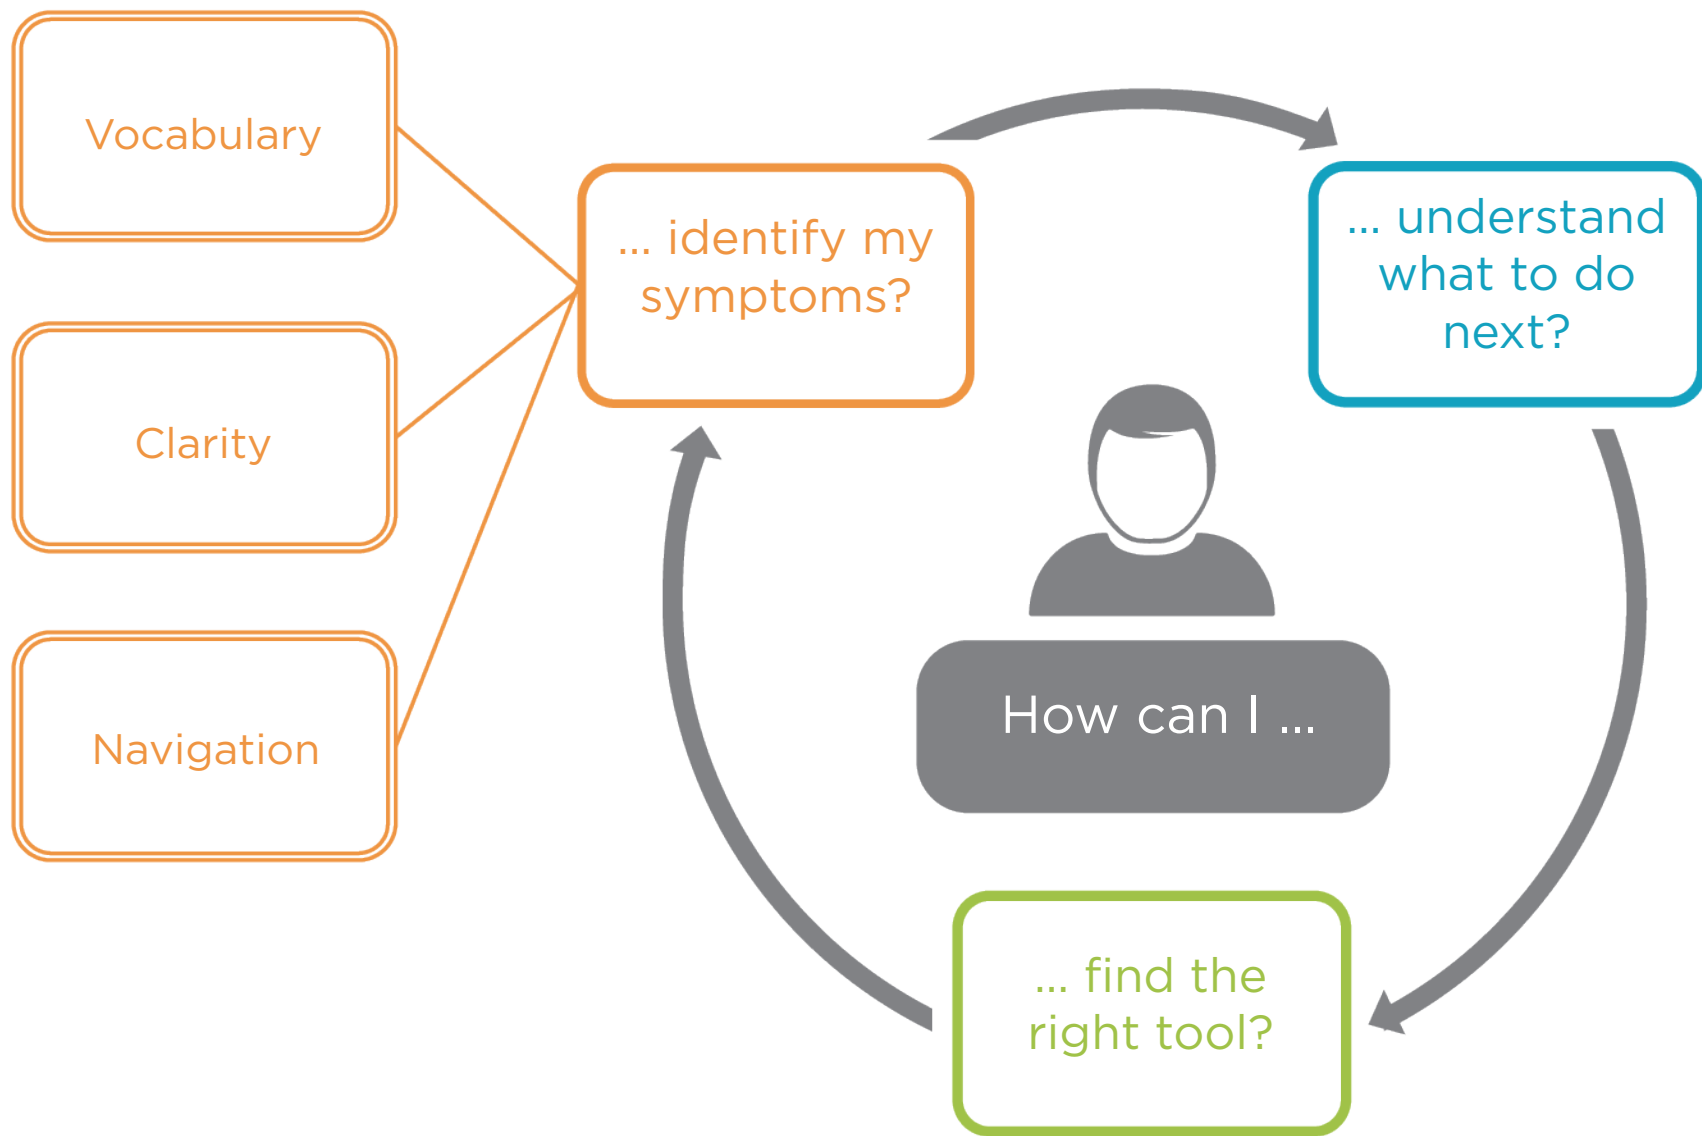 Vocabulary
Clarity
Navigation
... identify my
symptoms?
... understand
what to do
next?
How can I ...
... find the
right tool?